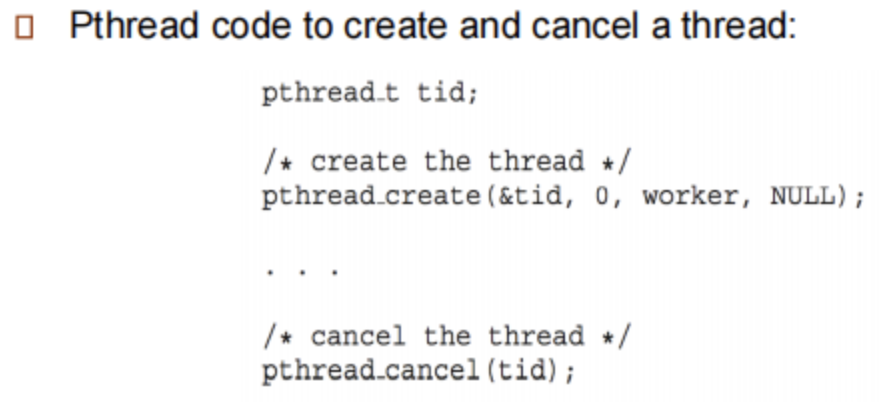 Pthread code to create and cancel a thread:
pthread_t tid;
/* create the thread */
pthread_create(&tid, 0, worker, NULL);
. . .
/* cancel the thread */
pthread_cancel(tid);